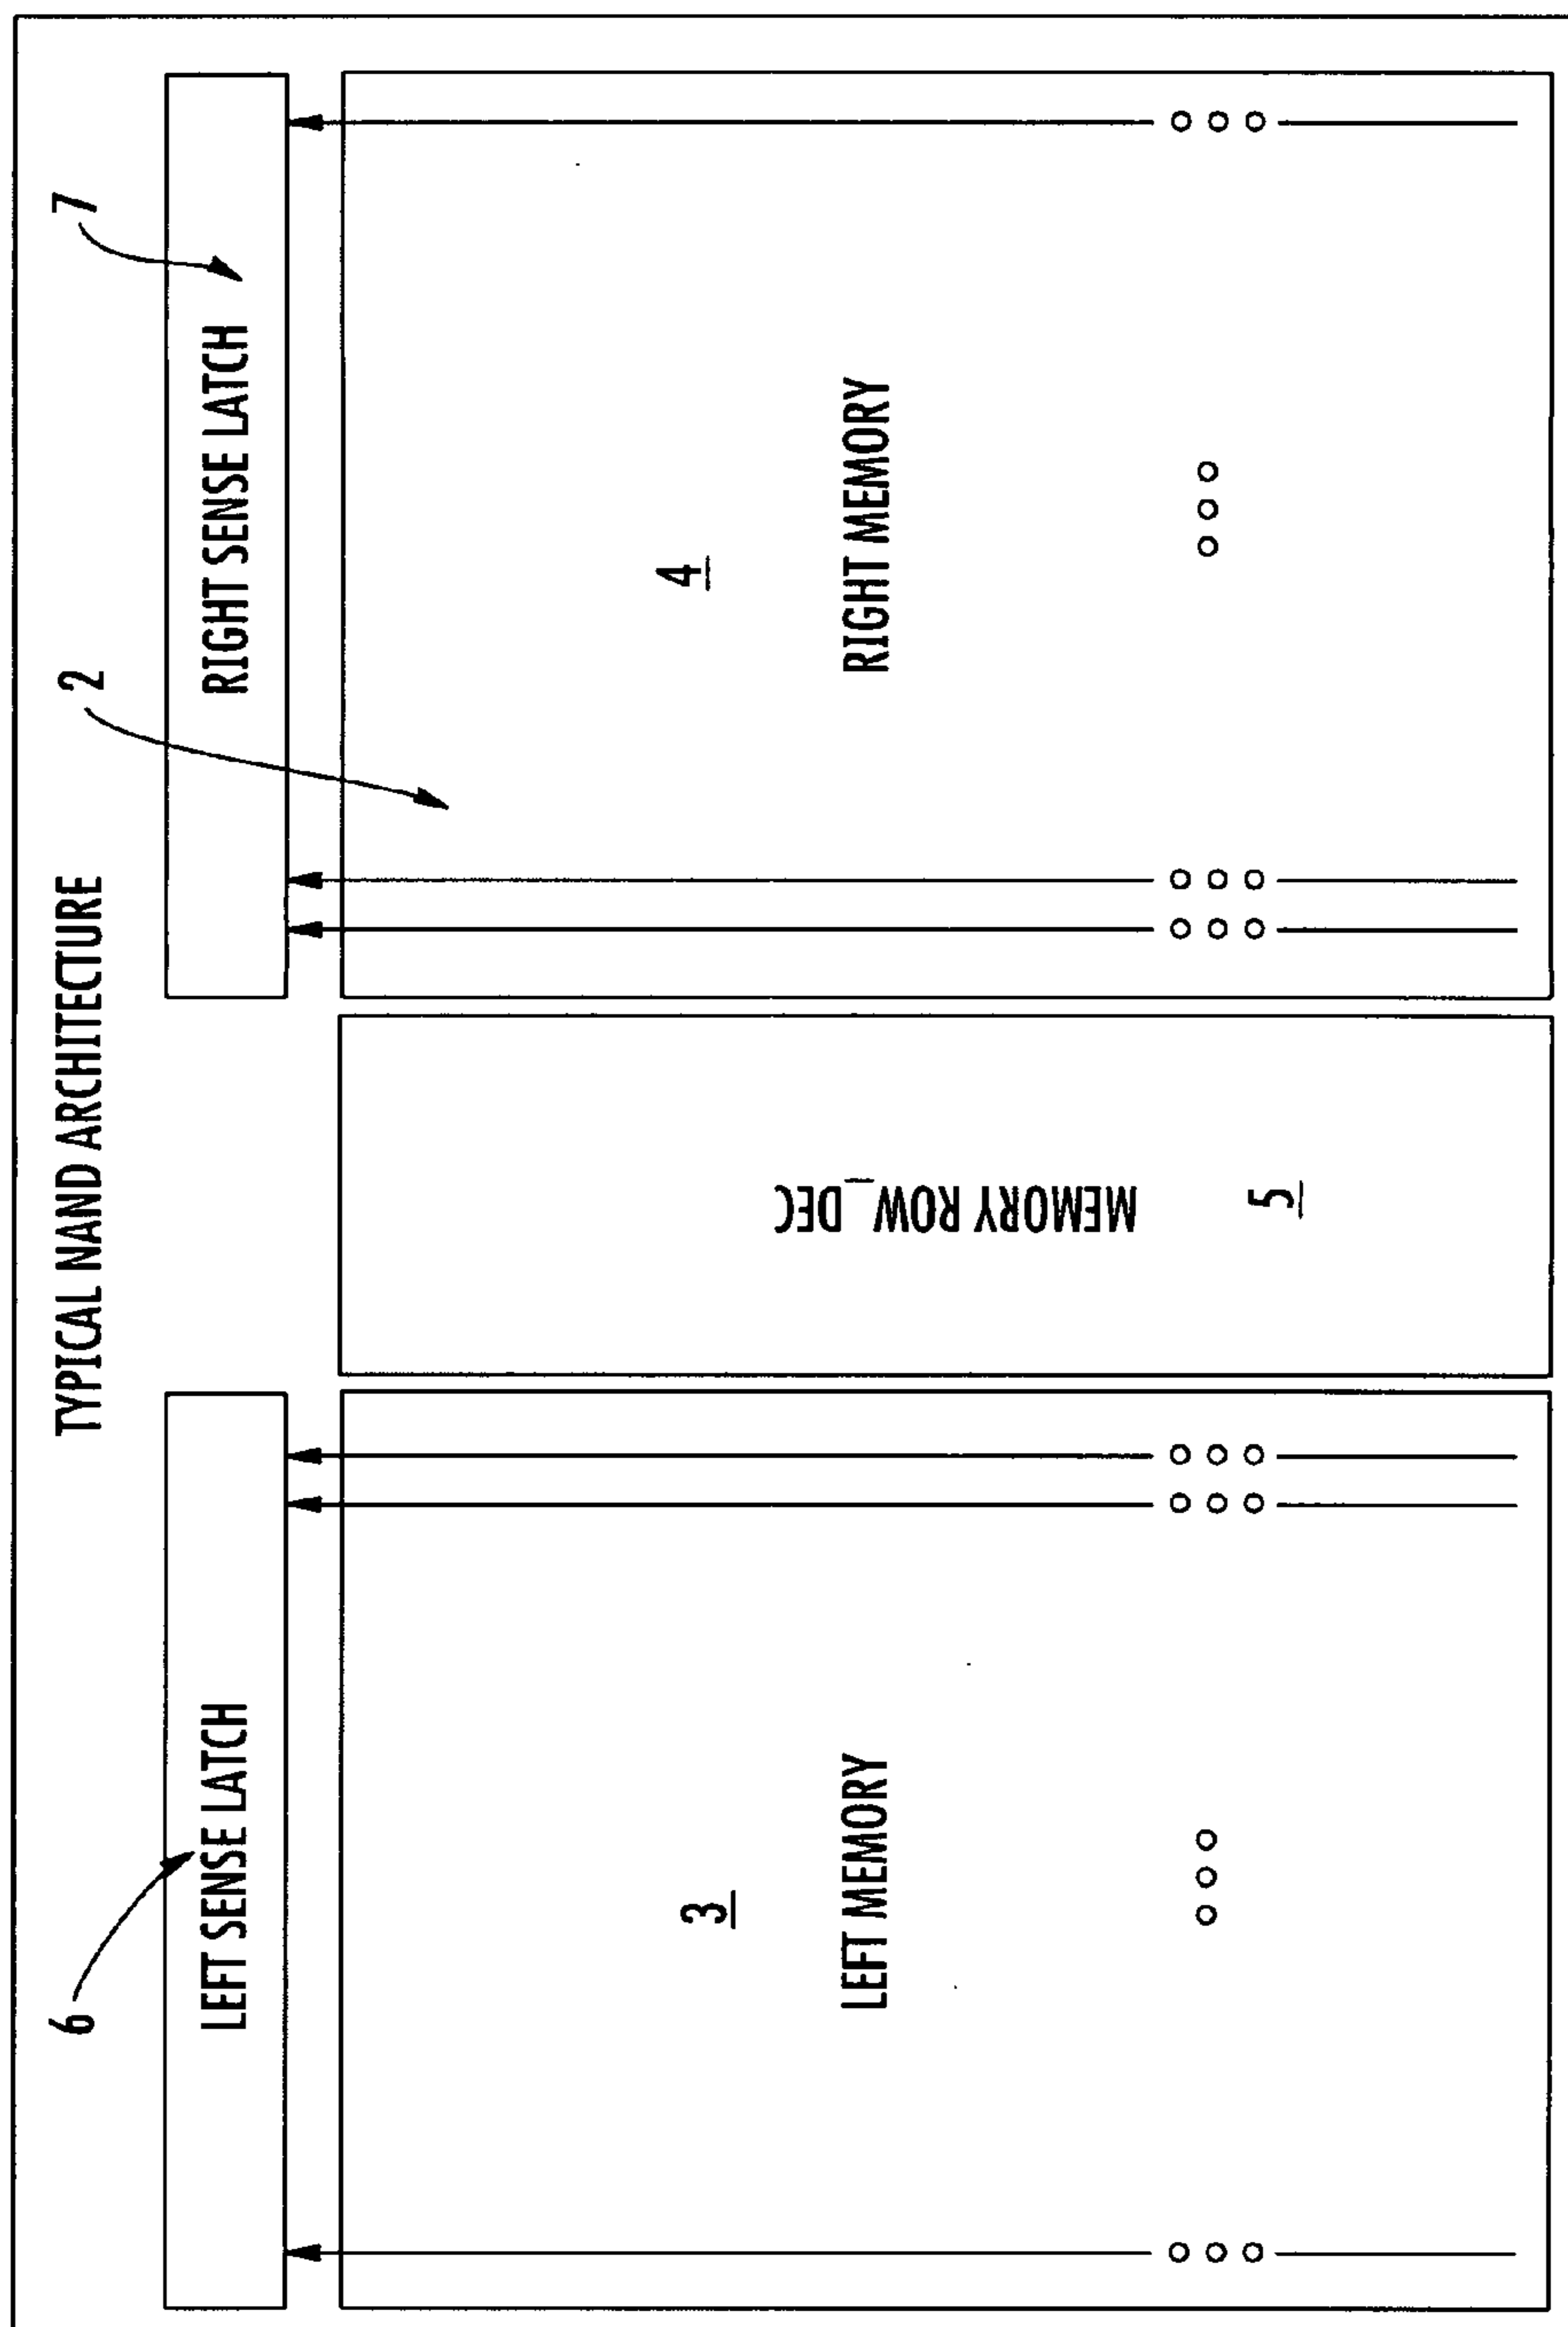 TYPICAL NAND ARCHITECTURE
6
2
7
LEFT SENSE LATCH
RIGHT SENSE LATCH
3
4
LEFT MEMORY
MEMORY ROW_DEC
RIGHT MEMORY
5